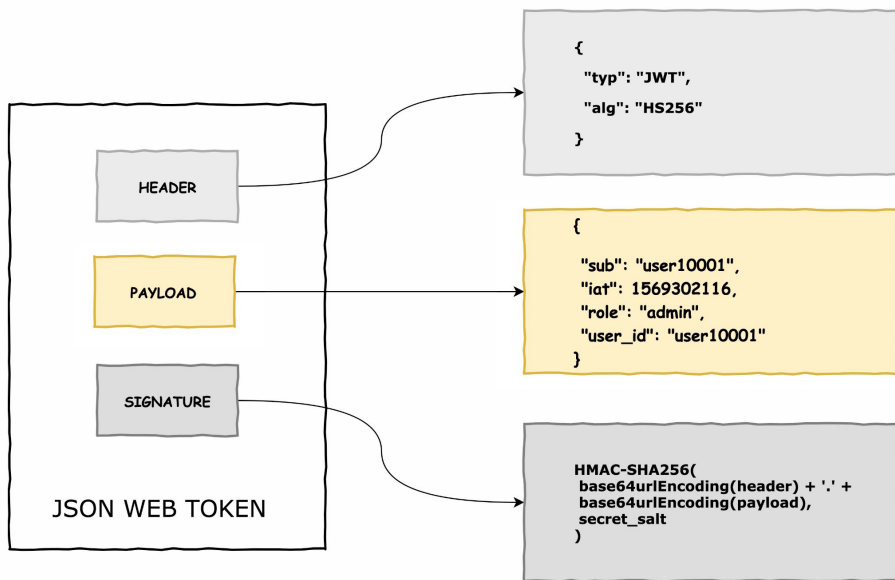 HEADER
PAYLOAD
SIGNATURE
JSON WEB TOKEN
{
"typ": "JWT",
"alg": "HS256"
}
{
"sub": "user10001",
"iat": 1569302116,
"role": "admin",
"user_id": "user10001"
}
HMAC-SHA256(
base64urlEncoding(header) + '.' +
base64urlEncoding(payload),
secret_salt
)